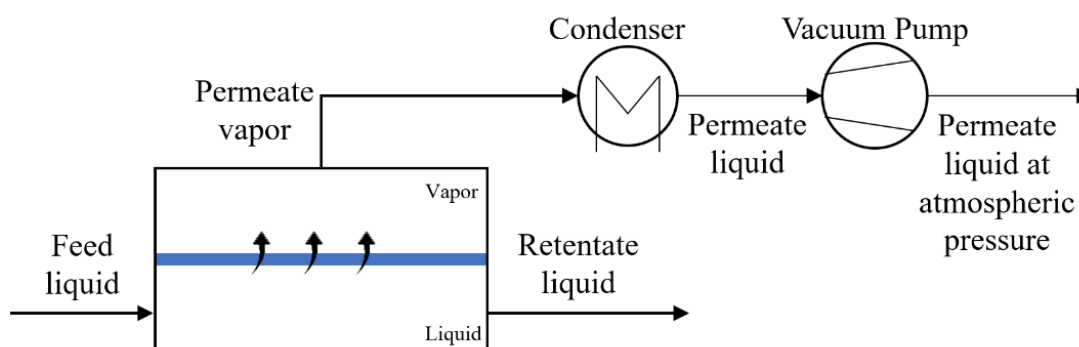 Condenser
Vacuum Pump
Permeate
vapor
Permeate
liquid
Permeate
liquid at
atmospheric
pressure
Vapor
Feed
liquid
Retentate
liquid
Liquid